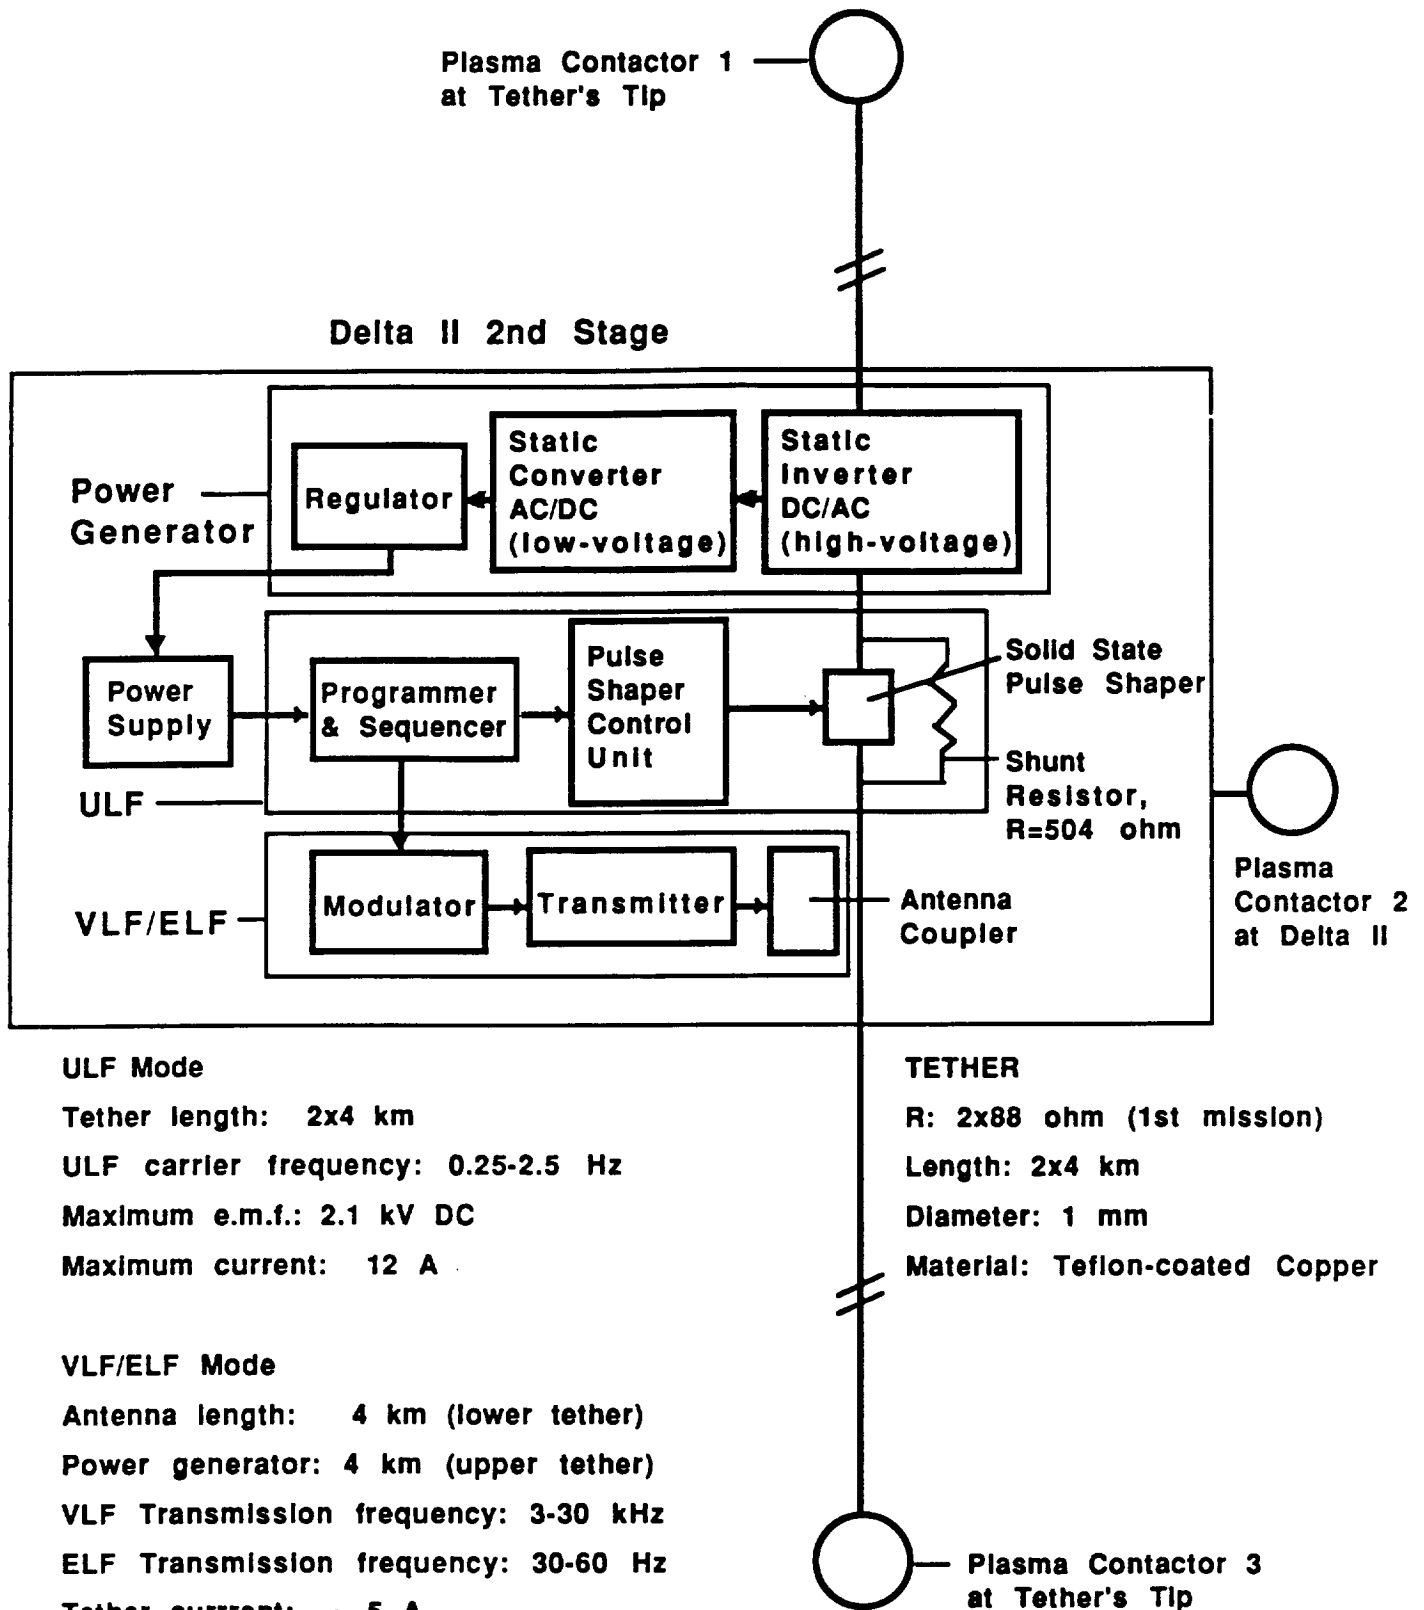 Plasma Contactor 1
at Tether's Tip
Delta II 2nd Stage
Power
Generator
Regulator
Static
Converter
AC/DC
(low-voltage)
Static
Inverter
DC/AC
(high-voltage)
Power
Supply
Programmer
& Sequencer
Pulse
Shaper
Control
Unit
Solid State
Pulse Shaper
Shunt
Resistor,
R=504 ohm
ULF
VLF/ELF
Modulator
Transmitter
Antenna
Coupler
Plasma
Contactor 2
at Delta II
ULF Mode
Tether length: 2x4 km
ULF carrier frequency: 0.25-2.5 Hz
Maximum e.m.f.: 2.1 kV DC
Maximum current: 12 A
TETHER
R: 2x88 ohm (1st mission)
Length: 2x4 km
Diameter: 1 mm
Material: Teflon-coated Copper
VLF/ELF Mode
Antenna length: 4 km (lower tether)
Power generator: 4 km (upper tether)
VLF Transmission frequency: 3-30 kHz
ELF Transmission frequency: 30-60 Hz
Tether currrent: 5 A
Plasma Contactor 3
at Tether's Tip